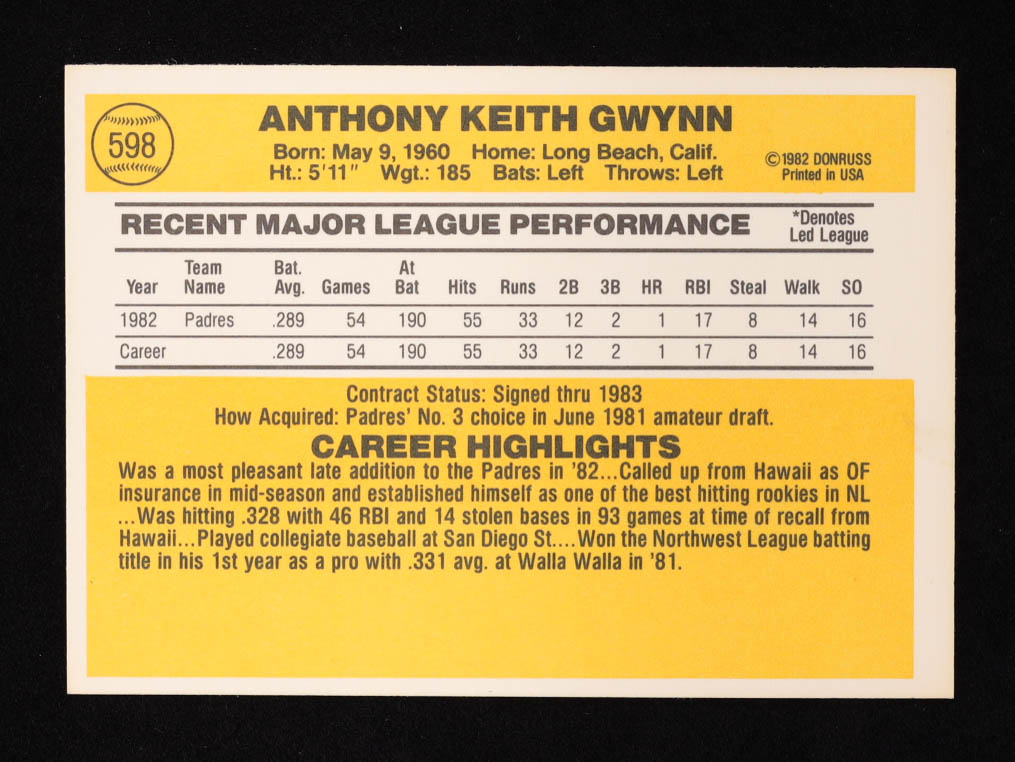 598
ANTHONY KEITH GWYNN
Born: May 9, 1960 Home: Long Beach, Calif.
Ht.: 5'11" Wgt.: 185 Bats: Left Throws: Left
©1982 DONRUSS
Printed in USA
RECENT MAJOR LEAGUE PERFORMANCE
*Denotes
Led League
Year Team Name Bat. Avg. Games At Bat Hits Runs 2B 3B HR RBI Steal Walk SO
1982 Padres .289 54 190 55 33 12 2 1 17 8 14 16
Career .289 54 190 55 33 12 2 1 17 8 14 16
Contract Status: Signed thru 1983
How Acquired: Padres' No. 3 choice in June 1981 amateur draft.
CAREER HIGHLIGHTS
Was a most pleasant late addition to the Padres in '82...Called up from Hawaii as OF
insurance in mid-season and established himself as one of the best hitting rookies in NL
...Was hitting .328 with 46 RBI and 14 stolen bases in 93 games at time of recall from
Hawaii...Played collegiate baseball at San Diego St....Won the Northwest League batting
title in his 1st year as a pro with .331 avg. at Walla Walla in '81.